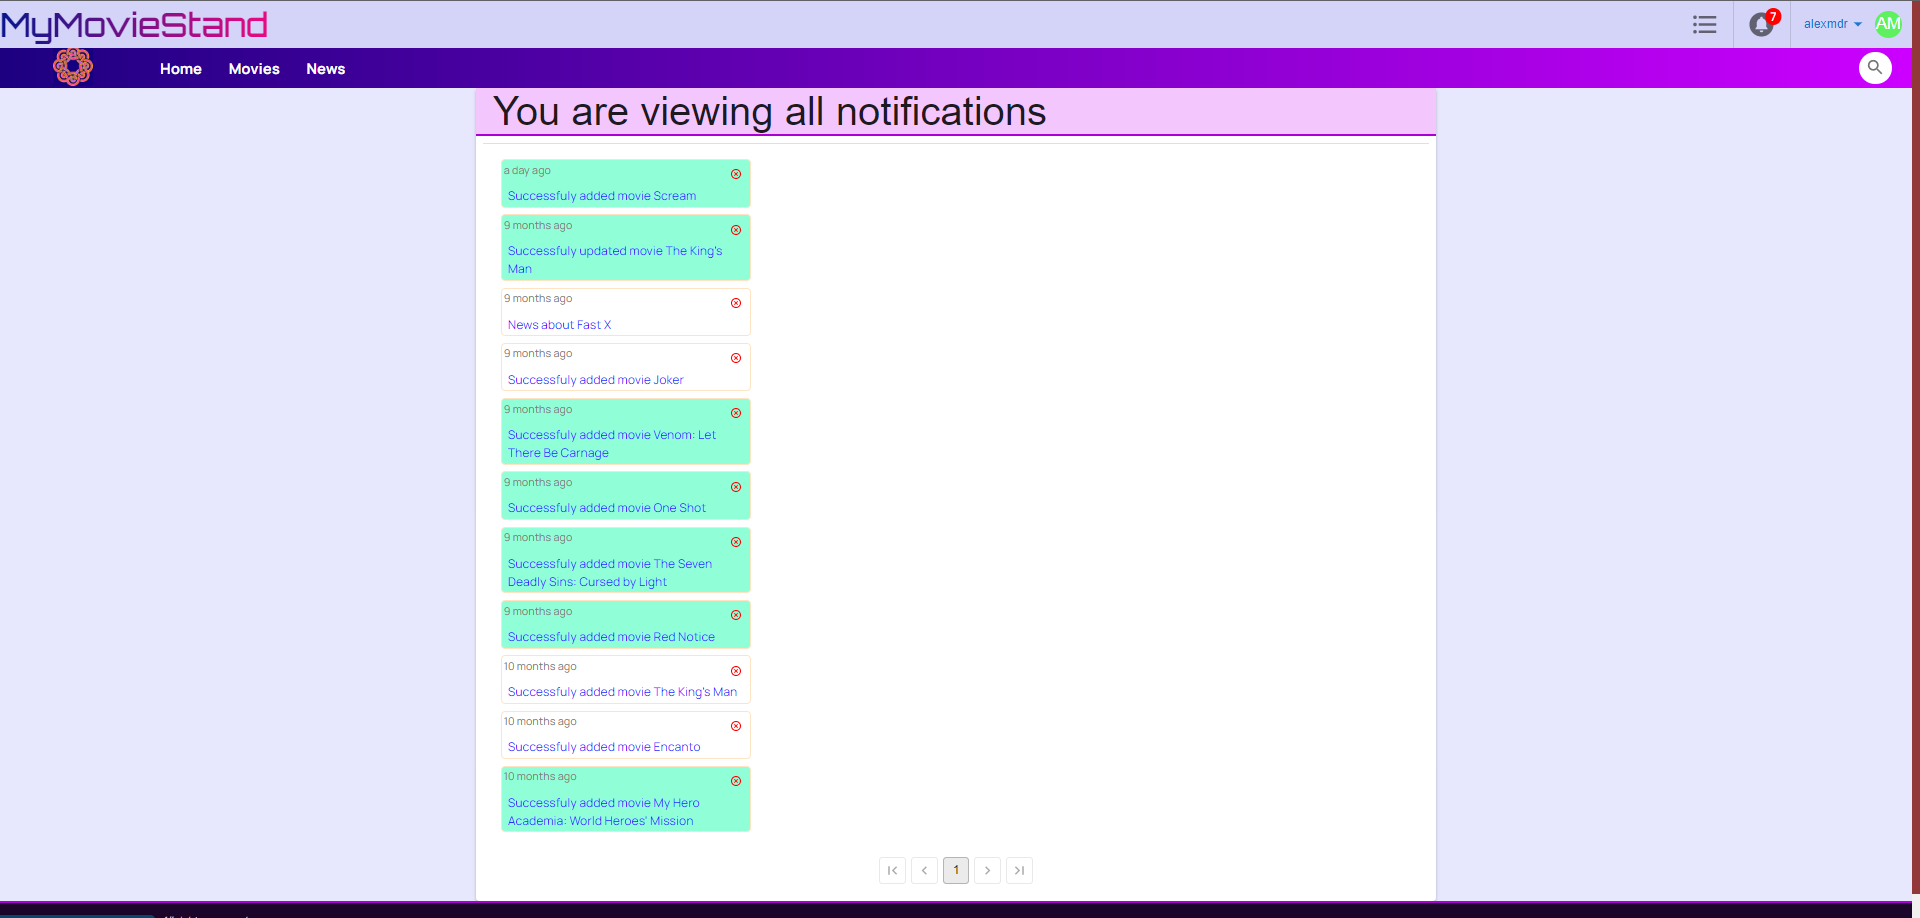 MyMovieStand
7
alexmdr
AM
Home
Movies
News
You are viewing all notifications
a day ago
Successfuly added movie Scream
9 months ago
Successfuly updated movie The King's
Man
9 months ago
News about Fast X
9 months ago
Successfuly added movie Joker
9 months ago
Successfuly added movie Venom: Let
There Be Carnage
9 months ago
Successfuly added movie One Shot
9 months ago
Successfuly added movie The Seven
Deadly Sins: Cursed by Light
9 months ago
Successfuly added movie Red Notice
10 months ago
Successfuly added movie The King's Man
10 months ago
Successfuly added movie Encanto
10 months ago
Successfuly added movie My Hero
Academia: World Heroes' Mission
1